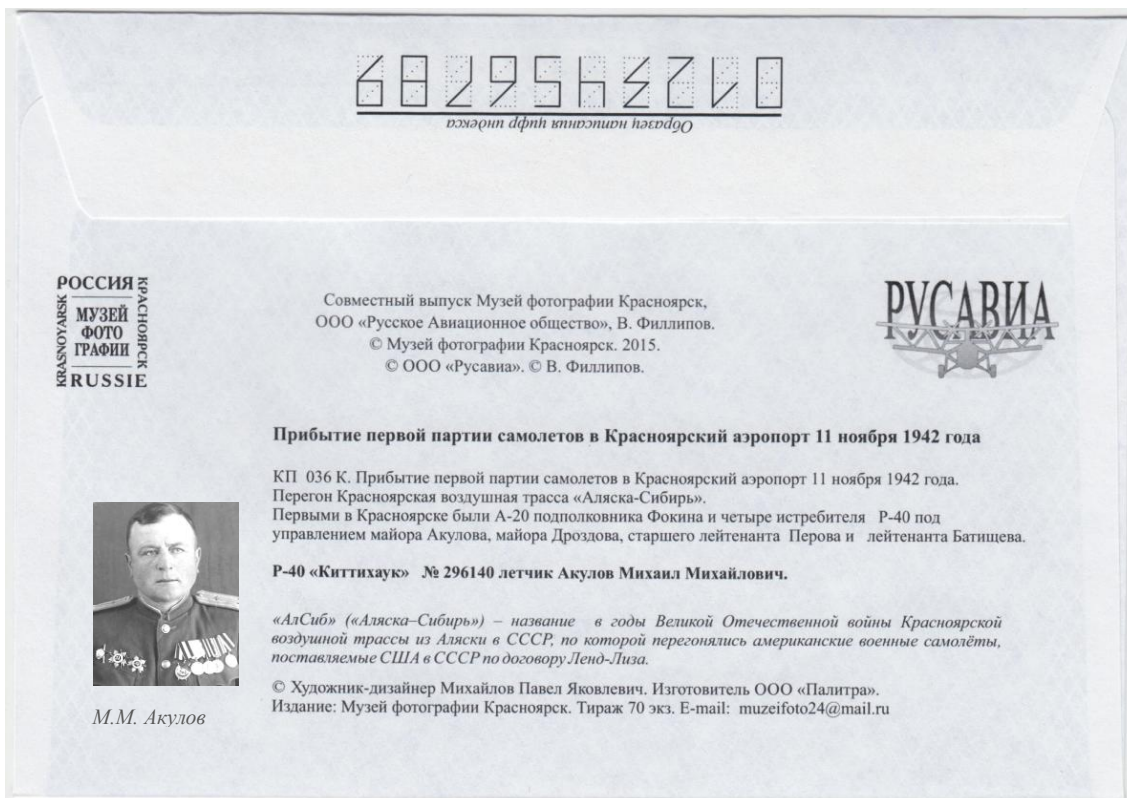 0123456789
Образец написания цифр индекса
РОССИЯ
КРАСНОЯРСК
KRASNOYARSK
МУЗЕЙ
ФОТО
ГРАФИИ
RUSSIE
Совместный выпуск Музей фотографии Красноярск,
ООО «Русское Авиационное общество», В. Филлипов.
© Музей фотографии Красноярск. 2015.
© ООО «Русавиа». © В. Филлипов.
РУСАВИА
Прибытие первой партии самолетов в Красноярский аэропорт 11 ноября 1942 года
КП 036 К. Прибытие первой партии самолетов в Красноярский аэропорт 11 ноября 1942 года.
Перегон Красноярская воздушная трасса «Аляска-Сибирь».
Первыми в Красноярске были А-20 подполковника Фокина и четыре истребителя Р-40 под
управлением майора Акулова, майора Дроздова, старшего лейтенанта Перова и лейтенанта Батищева.
Р-40 «Киттихаук» № 296140 летчик Акулов Михаил Михайлович.
«АлСиб» («Аляска–Сибирь») – название в годы Великой Отечественной войны Красноярской
воздушной трассы из Аляски в СССР, по которой перегонялись американские военные самолёты,
поставляемые США в СССР по договору Ленд-Лиза.
© Художник-дизайнер Михайлов Павел Яковлевич. Изготовитель ООО «Палитра».
Издание: Музей фотографии Красноярск. Тираж 70 экз. E-mail: muzeifoto24@mail.ru
М.М. Акулов